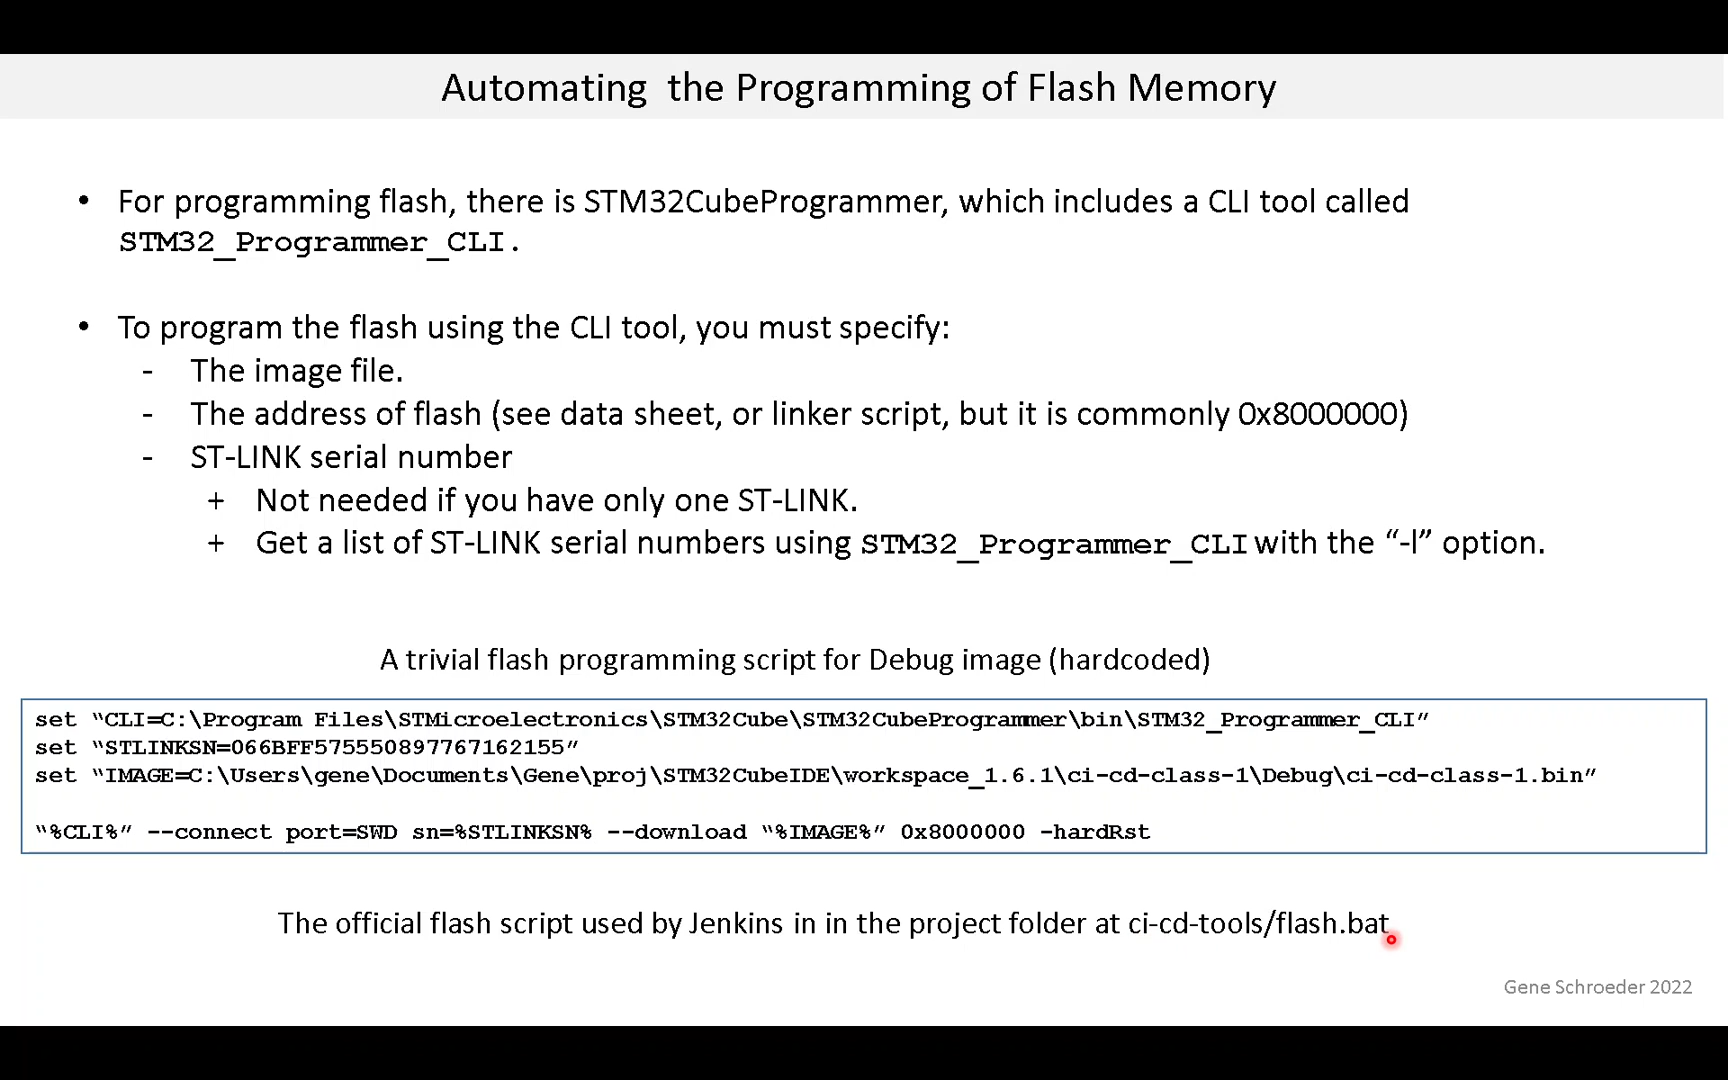 Automating  the Programming of Flash Memory
• For programming flash, there is STM32CubeProgrammer, which includes a CLI tool called
STM32_Programmer_CLI.
• To program the flash using the CLI tool, you must specify:
- The image file.
- The address of flash (see data sheet, or linker script, but it is commonly 0x8000000)
- ST-LINK serial number
+ Not needed if you have only one ST-LINK.
+ Get a list of ST-LINK serial numbers using STM32_Programmer_CLI with the “-l” option.
A trivial flash programming script for Debug image (hardcoded)
set “CLI=C:\Program Files\STMicroelectronics\STM32Cube\STM32CubeProgrammer\bin\STM32_Programmer_CLI”
set “STLINKSN=066BFF575550897767162155”
set “IMAGE=C:\Users\gene\Documents\Gene\proj\STM32CubeIDE\workspace_1.6.1\ci-cd-class-1\Debug\ci-cd-class-1.bin”
“%CLI%” --connect port=SWD sn=%STLINKSN% --download “%IMAGE%” 0x8000000 -hardRst
The official flash script used by Jenkins in in the project folder at ci-cd-tools/flash.bat
Gene Schroeder 2022